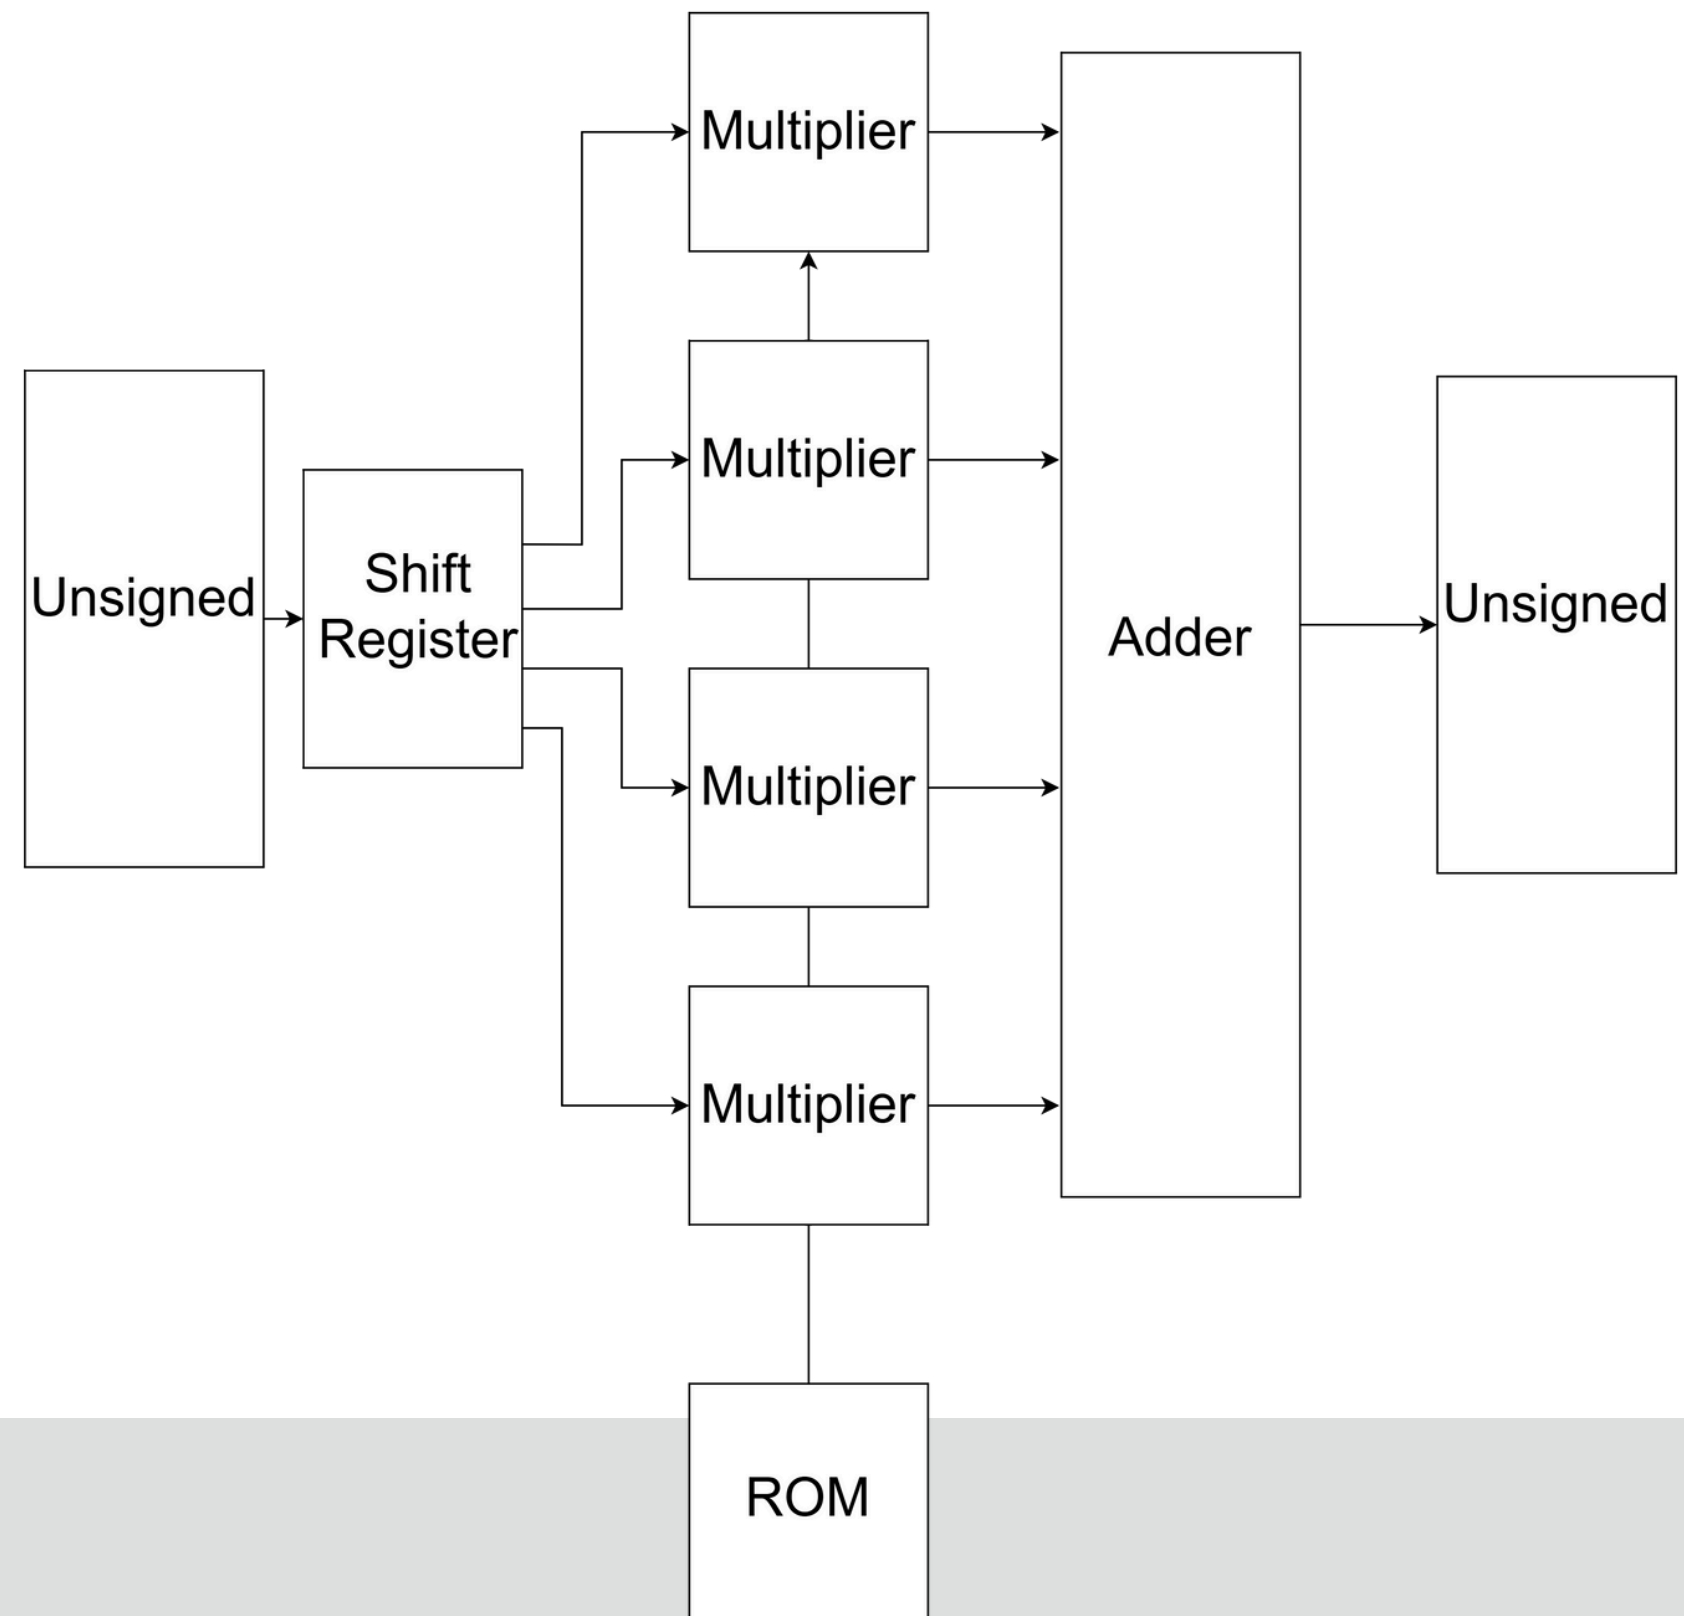 Multiplier
Multiplier
Unsigned
Shift
Register
Unsigned
Adder
Multiplier
Multiplier
ROM